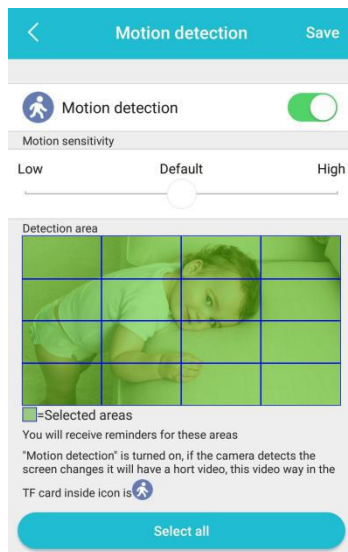 Motion detection Save
Motion detection
Motion sensitivity
Low Default High
Detection area
=Selected areas
You will receive reminders for these areas
"Motion detection" is turned on, if the camera detects the
screen changes it will have a hort video, this video way in the
TF card inside icon is
Select all